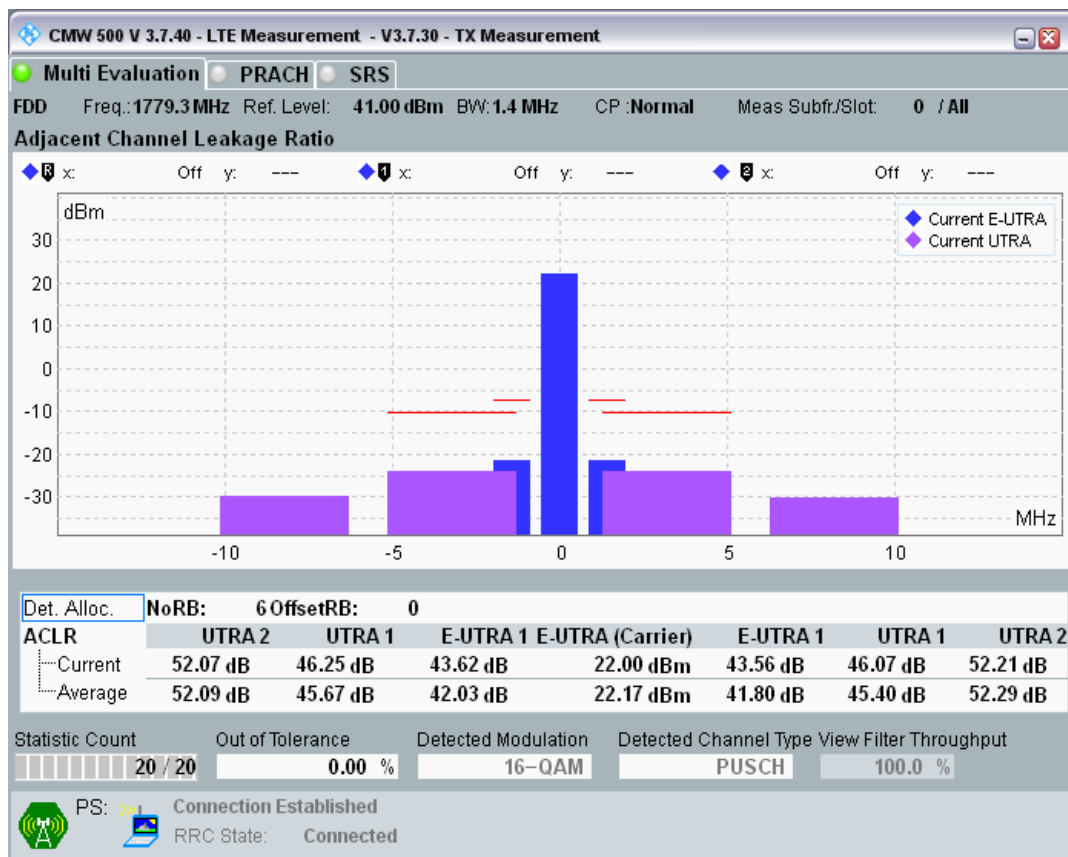 CMW 500 V 3.7.40 - LTE Measurement - V3.7.30 - TX Measurement
Multi Evaluation PRACH SRS
FDD Freq.: 1779.3 MHz Ref. Level: 41.00 dBm BW: 1.4 MHz CP :Normal Meas Subfr./Slot: 0 / All
Adjacent Channel Leakage Ratio
R x: Off y: --- 1 x: Off y: --- 2 x: Off y: ---
dBm
Current E-UTRA
Current UTRA
30
20
10
0
-10
-20
-30
MHz
-10 -5 0 5 10
Det. Alloc. NoRB: 6 OffsetRB: 0
ACLR UTRA 2 UTRA 1 E-UTRA 1 E-UTRA (Carrier) E-UTRA 1 UTRA 1 UTRA 2
Current 52.07 dB 46.25 dB 43.62 dB 22.00 dBm 43.56 dB 46.07 dB 52.21 dB
Average 52.09 dB 45.67 dB 42.03 dB 22.17 dBm 41.80 dB 45.40 dB 52.29 dB
Statistic Count Out of Tolerance Detected Modulation Detected Channel Type View Filter Throughput
20 / 20 0.00 % 16-QAM PUSCH 100.0 %
PS: Connection Established
RRC State: Connected